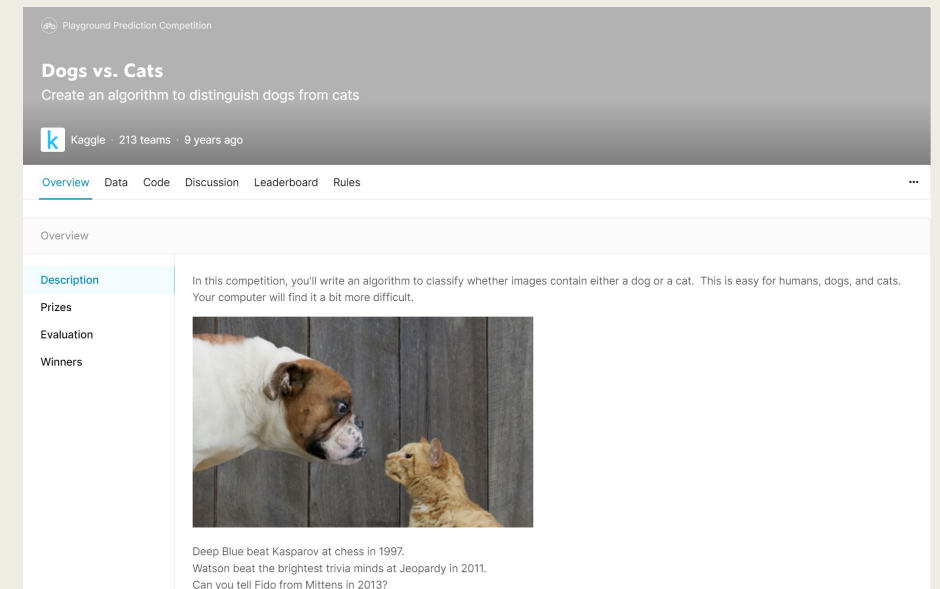 Playground Prediction Competition
Dogs vs. Cats
Create an algorithm to distinguish dogs from cats
k Kaggle · 213 teams · 9 years ago
Overview Data Code Discussion Leaderboard Rules ...
Overview
Description
Prizes
Evaluation
Winners
In this competition, you'll write an algorithm to classify whether images contain either a dog or a cat. This is easy for humans, dogs, and cats.
Your computer will find it a bit more difficult.
Deep Blue beat Kasparov at chess in 1997.
Watson beat the brightest trivia minds at Jeopardy in 2011.
Can you tell Fido from Mittens in 2013?